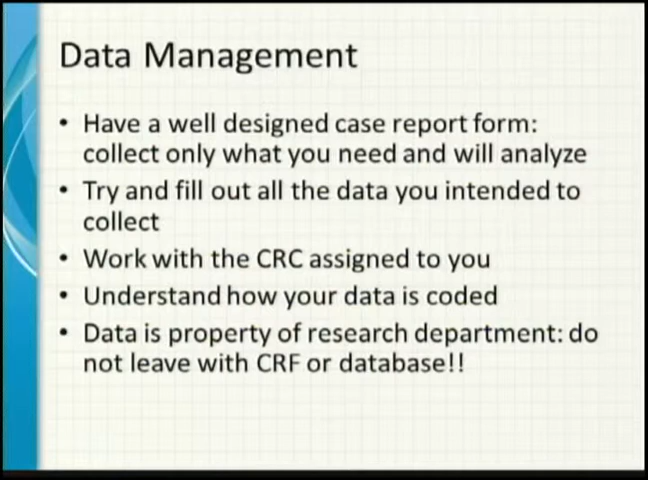 Data Management
• Have a well designed case report form:
collect only what you need and will analyze
• Try and fill out all the data you intended to
collect
• Work with the CRC assigned to you
• Understand how your data is coded
• Data is property of research department: do
not leave with CRF or database!!